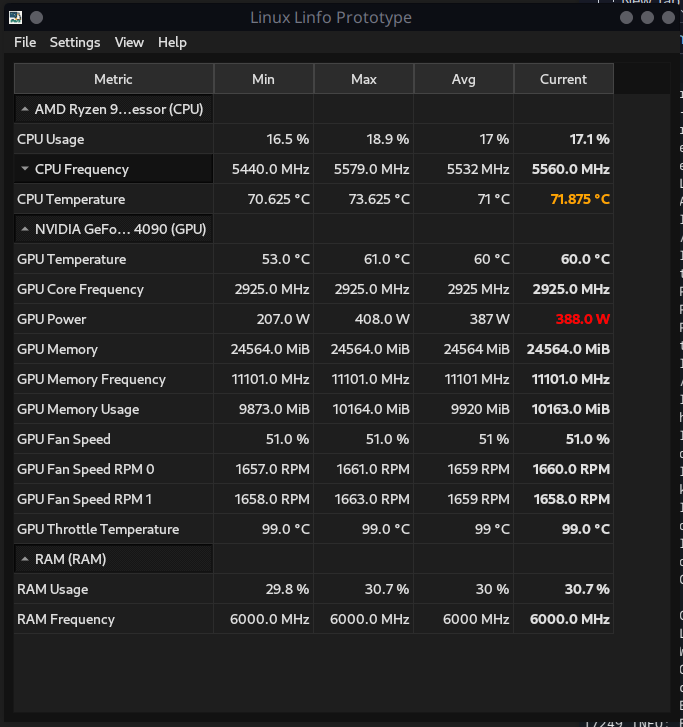 Linux Linfo Prototype
File Settings View Help
Metric Min Max Avg Current
AMD Ryzen 9...essor (CPU)
CPU Usage 16.5 % 18.9 % 17 % 17.1 %
CPU Frequency 5440.0 MHz 5579.0 MHz 5532 MHz 5560.0 MHz
CPU Temperature 70.625 °C 73.625 °C 71 °C 71.875 °C
NVIDIA GeFo... 4090 (GPU)
GPU Temperature 53.0 °C 61.0 °C 60 °C 60.0 °C
GPU Core Frequency 2925.0 MHz 2925.0 MHz 2925 MHz 2925.0 MHz
GPU Power 207.0 W 408.0 W 387 W 388.0 W
GPU Memory 24564.0 MiB 24564.0 MiB 24564 MiB 24564.0 MiB
GPU Memory Frequency 11101.0 MHz 11101.0 MHz 11101 MHz 11101.0 MHz
GPU Memory Usage 9873.0 MiB 10164.0 MiB 9920 MiB 10163.0 MiB
GPU Fan Speed 51.0 % 51.0 % 51 % 51.0 %
GPU Fan Speed RPM 0 1657.0 RPM 1661.0 RPM 1659 RPM 1660.0 RPM
GPU Fan Speed RPM 1 1658.0 RPM 1663.0 RPM 1659 RPM 1658.0 RPM
GPU Throttle Temperature 99.0 °C 99.0 °C 99 °C 99.0 °C
RAM (RAM)
RAM Usage 29.8 % 30.7 % 30 % 30.7 %
RAM Frequency 6000.0 MHz 6000.0 MHz 6000 MHz 6000.0 MHz